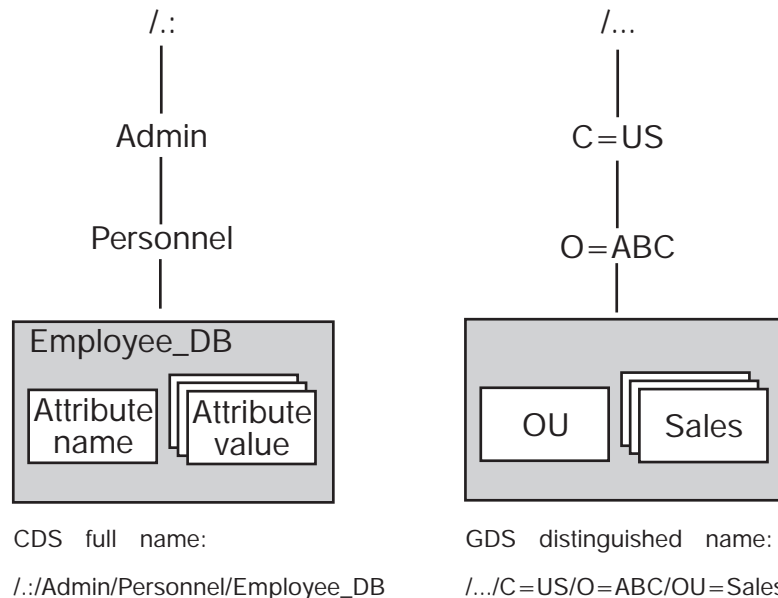 /.:
Admin
Personnel
Employee_DB
Attribute
name
Attribute
value
CDS full name:
/.:/Admin/Personnel/Employee_DB
/...
C=US
O=ABC
OU
Sales
GDS distinguished name:
/.../C=US/O=ABC/OU=Sales